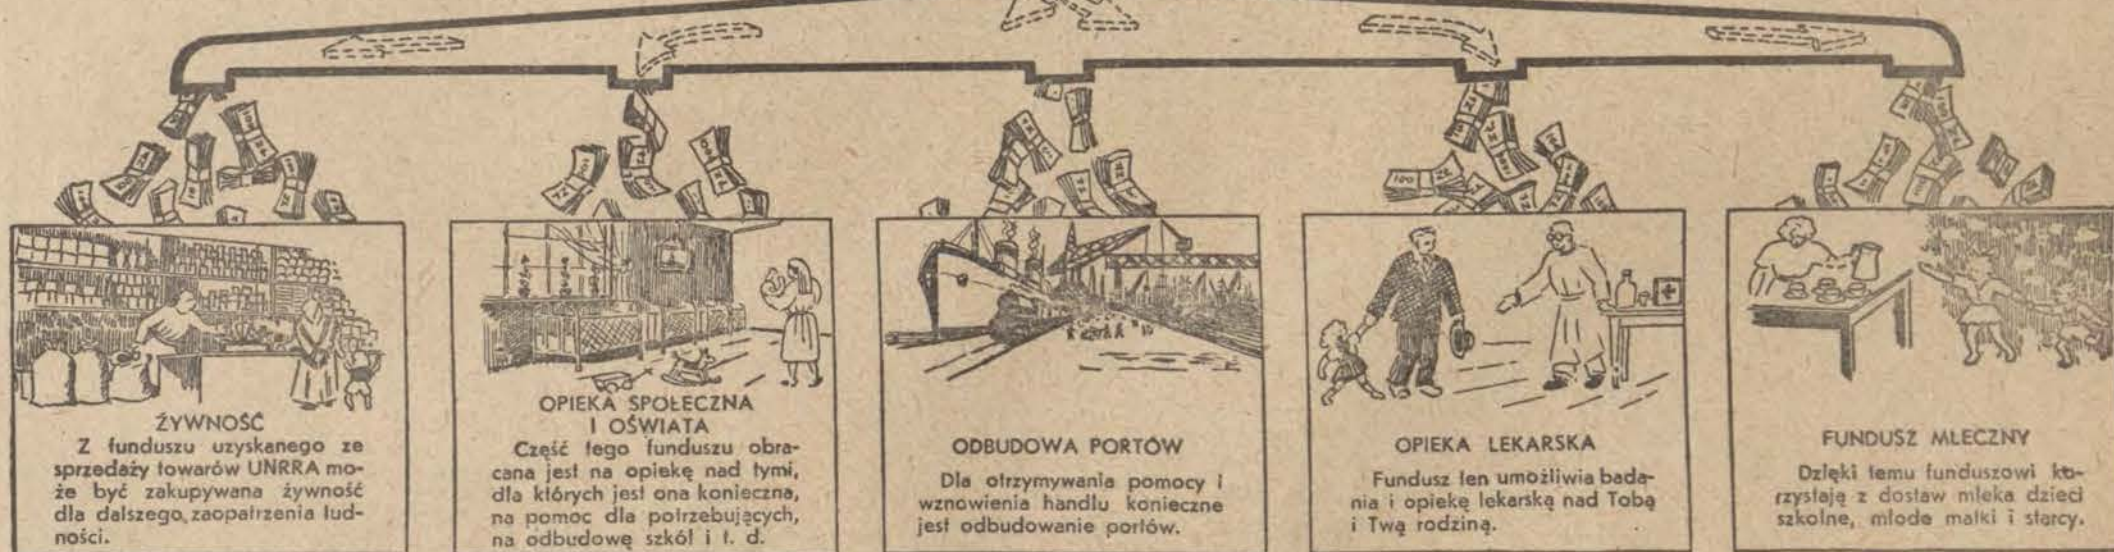 ŻYWNOŚĆ
Z funduszu uzyskanego ze
sprzedaży towarów UNRRA mo-
że być zakupywana żywność
dla dalszego zaopatrzenia lud-
ności.
OPIEKA SPOŁECZNA
I OŚWIATA
Część tego funduszu obra-
cana jest na opiekę nad tymi,
dla których jest ona konieczna,
na pomoc dla potrzebujących,
na odbudowę szkół i t. d.
ODBUDOWA PORTÓW
Dla otrzymywania pomocy i
wznowienia handlu konieczne
jest odbudowanie portów.
OPIEKA LEKARSKA
Fundusz ten umożliwia bada-
nia i opiekę lekarską nad Tobą
i Twą rodziną.
FUNDUSZ MLECZNY
Dzięki temu funduszowi ko-
rzystają z dostaw mleka dzieci
szkolne, młode matki i starcy.